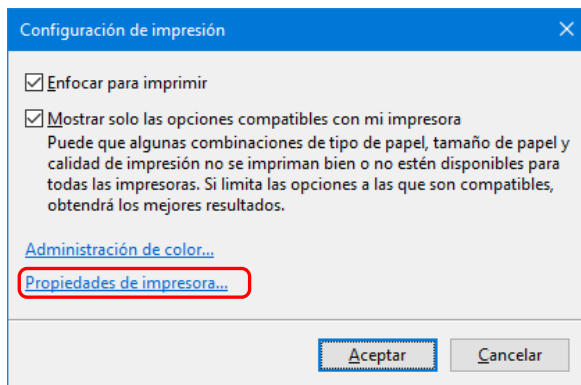 Configuración de impresión
Enfocar para imprimir
Mostrar solo las opciones compatibles con mi impresora
Puede que algunas combinaciones de tipo de papel, tamaño de papel y
calidad de impresión no se impriman bien o no estén disponibles para
todas las impresoras. Si limita las opciones a las que son compatibles,
obtendrá los mejores resultados.
Administración de color...
Propiedades de impresora...
Aceptar
Cancelar